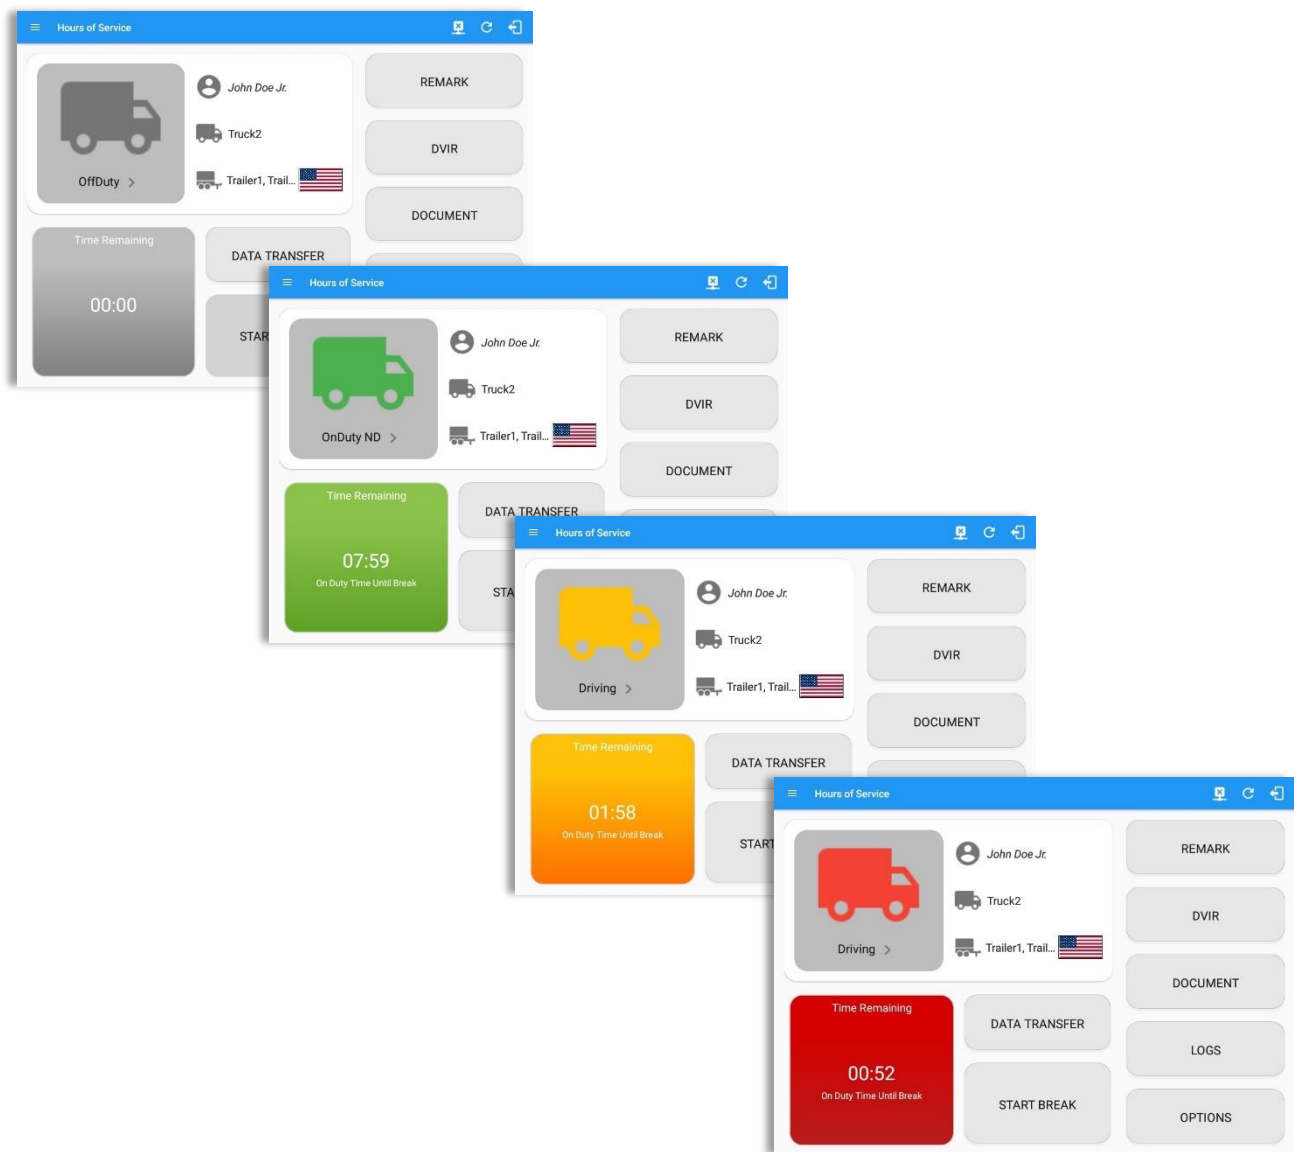 Hours of Service
John Doe Jr.
Truck2
Trailer1, Trail...
OffDuty
REMARK
DVIR
DOCUMENT
Time Remaining
00:00
DATA TRANSFER
STAR
Hours of Service
John Doe Jr.
Truck2
Trailer1, Trail...
OnDuty ND
REMARK
DVIR
DOCUMENT
Time Remaining
07:59
On Duty Time Until Break
DATA TRANSFER
STA
Hours of Service
John Doe Jr.
Truck2
Trailer1, Trail...
Driving
REMARK
DVIR
DOCUMENT
Time Remaining
01:58
On Duty Time Until Break
DATA TRANSFER
START
Hours of Service
John Doe Jr.
Truck2
Trailer1, Trail...
Driving
REMARK
DVIR
DOCUMENT
LOGS
OPTIONS
Time Remaining
00:52
On Duty Time Until Break
DATA TRANSFER
START BREAK